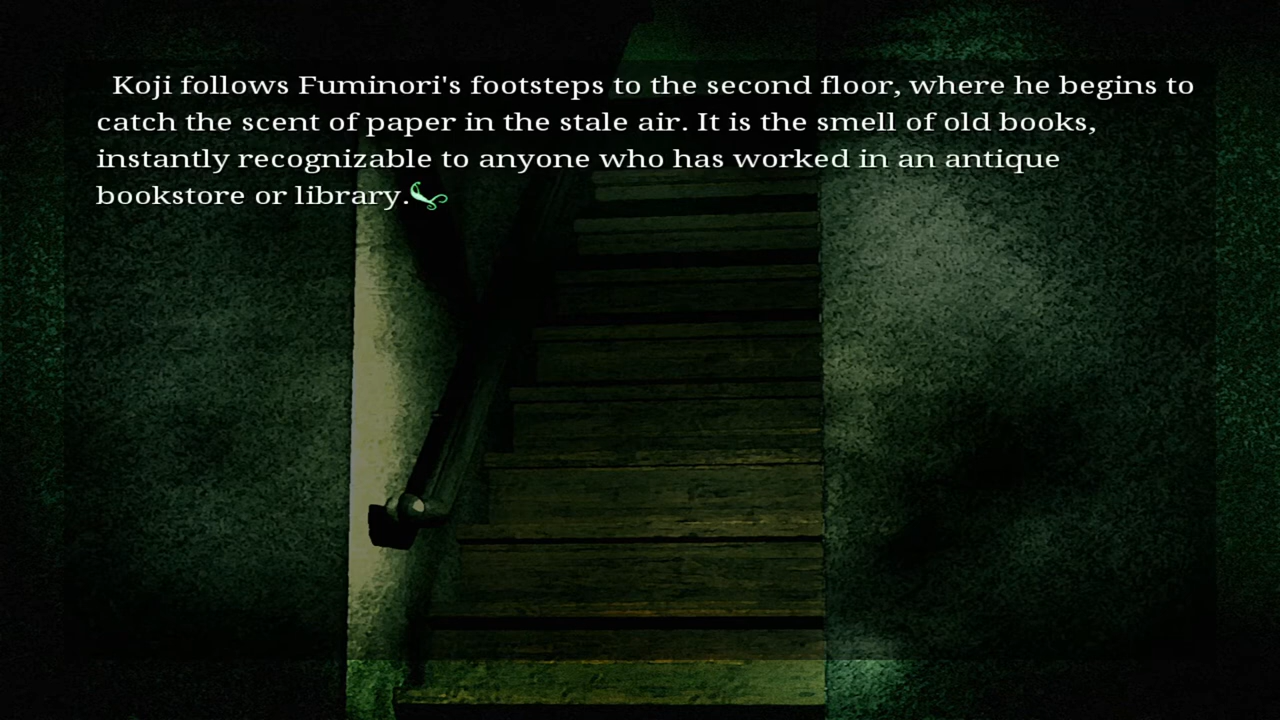 Koji follows Fuminori's footsteps to the second floor, where he begins to
catch the scent of paper in the stale air. It is the smell of old books,
instantly recognizable to anyone who has worked in an antique
bookstore or library.